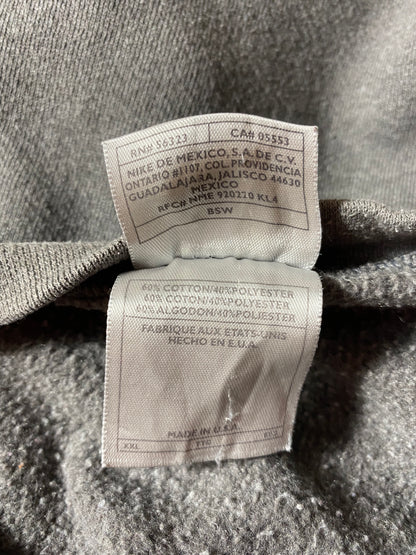 RN# 56323 CA# 05553
NIKE DE MEXICO, S.A. DE C.V.
ONTARIO #1107, COL. PROVIDENCIA
GUADALAJARA, JALISCO 44630
MEXICO
RFC# NME 920220 KL4
BSW
60% COTTON/40% POLYESTER
60% COTON/40% POLYESTER
60% ALGODON/40% POLIESTER
FABRIQUE AUX ETATS-UNIS
HECHO EN E.U.A.
MADE IN U.S.A.
XXL TTG